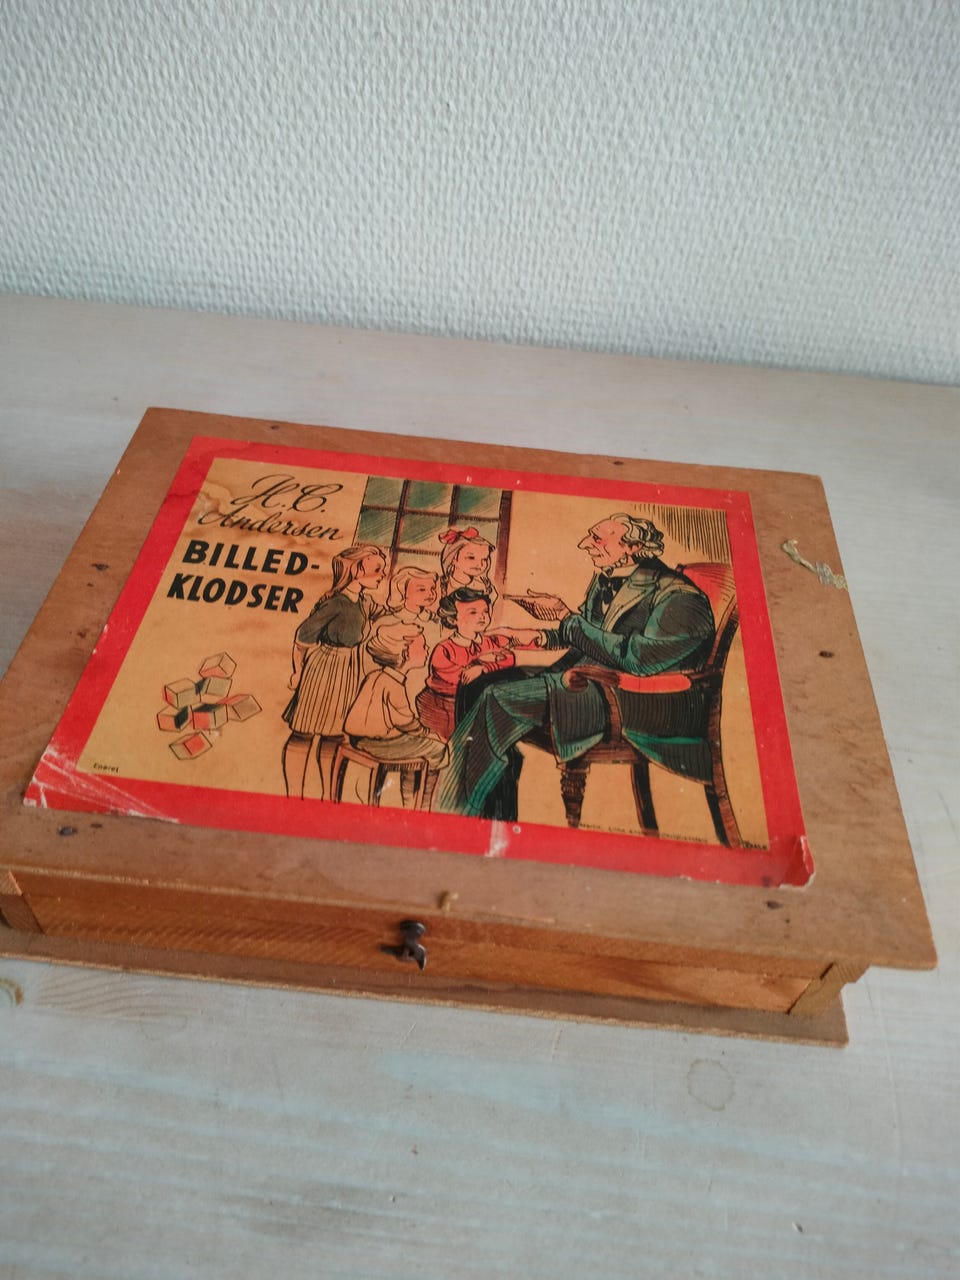 H.C.
Andersen
BILLED-
KLODSER
Eneret